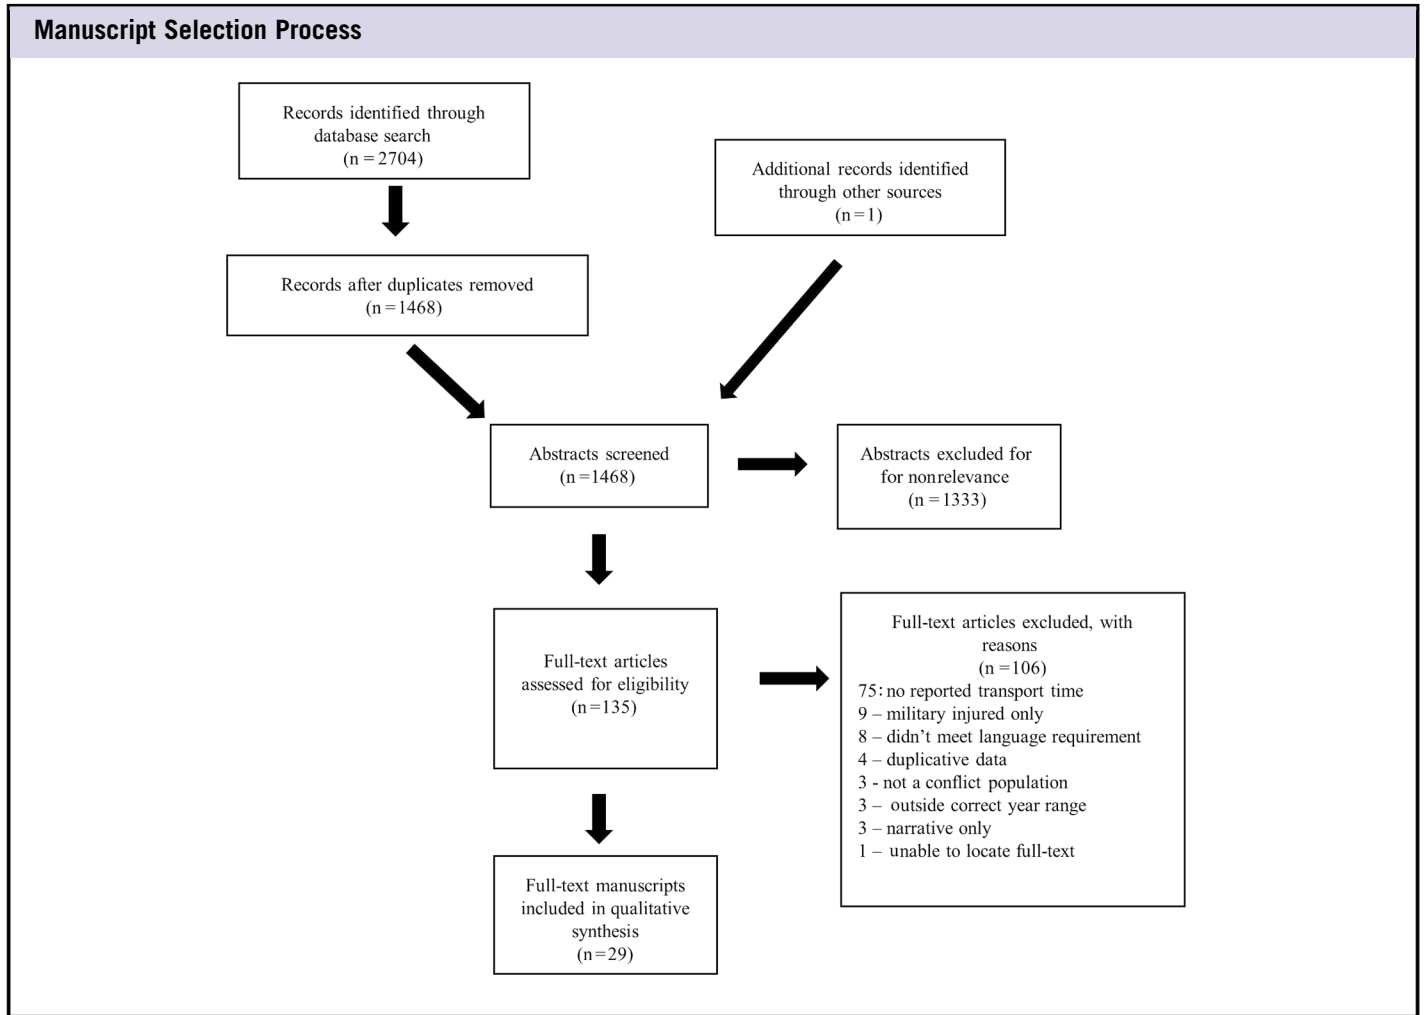 Manuscript Selection Process
Records identified through
database search
(n = 2704)
Additional records identified
through other sources
(n=1)
Records after duplicates removed
(n=1468)
Abstracts screened
(n=1468)
Abstracts excluded for
for nonrelevance
(n=1333)
Full-text articles
assessed for eligibility
(n=135)
Full-text articles excluded, with
reasons
(n=106)
75: no reported transport time
9 – military injured only
8 – didn’t meet language requirement
4 – duplicative data
3 - not a conflict population
3 – outside correct year range
3 – narrative only
1 – unable to locate full-text
Full-text manuscripts
included in qualitative
synthesis
(n=29)